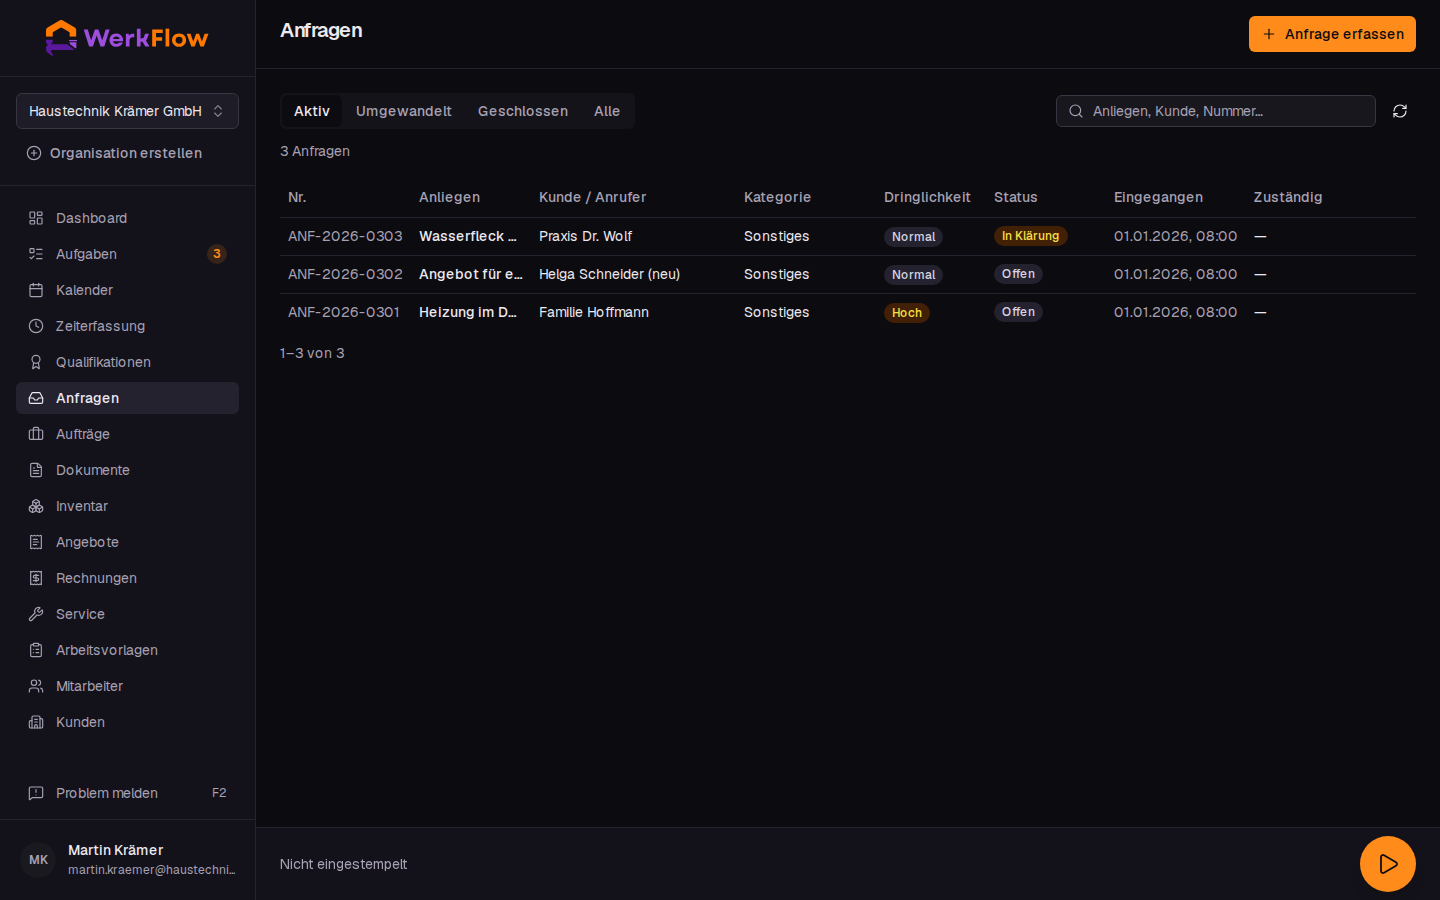 WerkFlow
Haustechnik Krämer GmbH
Organisation erstellen
Dashboard
Aufgaben 3
Kalender
Zeiterfassung
Qualifikationen
Anfragen
Aufträge
Dokumente
Inventar
Angebote
Rechnungen
Service
Arbeitsvorlagen
Mitarbeiter
Kunden
Problem melden F2
MK Martin Krämer
martin.kraemer@haustechni...
Anfragen
Anfrage erfassen
Aktiv Umgewandelt Geschlossen Alle
Anliegen, Kunde, Nummer...
3 Anfragen
Nr. Anliegen Kunde / Anrufer Kategorie Dringlichkeit Status Eingegangen Zuständig
ANF-2026-0303 Wasserfleck ... Praxis Dr. Wolf Sonstiges Normal In Klärung 01.01.2026, 08:00 —
ANF-2026-0302 Angebot für e... Helga Schneider (neu) Sonstiges Normal Offen 01.01.2026, 08:00 —
ANF-2026-0301 Heizung im D... Familie Hoffmann Sonstiges Hoch Offen 01.01.2026, 08:00 —
1–3 von 3
Nicht eingestempelt